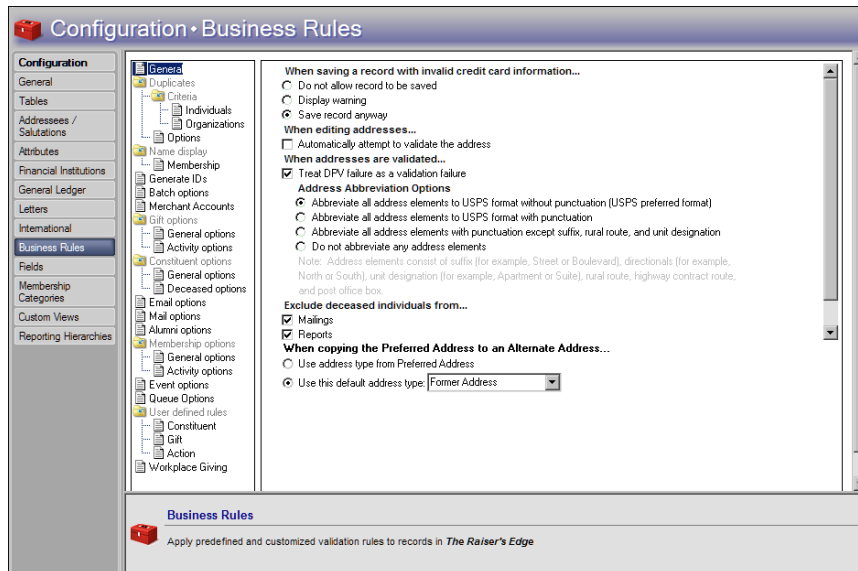 Configuration • Business Rules
Configuration
General
Tables
Addressees /
Salutations
Attributes
Financial Institutions
General Ledger
Letters
International
Business Rules
Fields
Membership
Categories
Custom Views
Reporting Hierarchies
General
Duplicates
Criteria
Individuals
Organizations
Options
Name display
Membership
Generate IDs
Batch options
Merchant Accounts
Gift options
General options
Activity options
Constituent options
General options
Deceased options
Email options
Mail options
Alumni options
Membership options
General options
Activity options
Event options
Queue Options
User defined rules
Constituent
Gift
Action
Workplace Giving
When saving a record with invalid credit card information...
Do not allow record to be saved
Display warning
Save record anyway
When editing addresses...
Automatically attempt to validate the address
When addresses are validated...
Treat DPV failure as a validation failure
Address Abbreviation Options
Abbreviate all address elements to USPS format without punctuation (USPS preferred format)
Abbreviate all address elements to USPS format with punctuation
Abbreviate all address elements with punctuation except suffix, rural route, and unit designation
Do not abbreviate any address elements
Note: Address elements consist of suffix (for example, Street or Boulevard), directionals (for example,
North or South), unit designation (for example, Apartment or Suite), rural route, highway contract route,
and post office box.
Exclude deceased individuals from...
Mailings
Reports
When copying the Preferred Address to an Alternate Address...
Use address type from Preferred Address
Use this default address type: Former Address
Business Rules
Apply predefined and customized validation rules to records in The Raiser's Edge